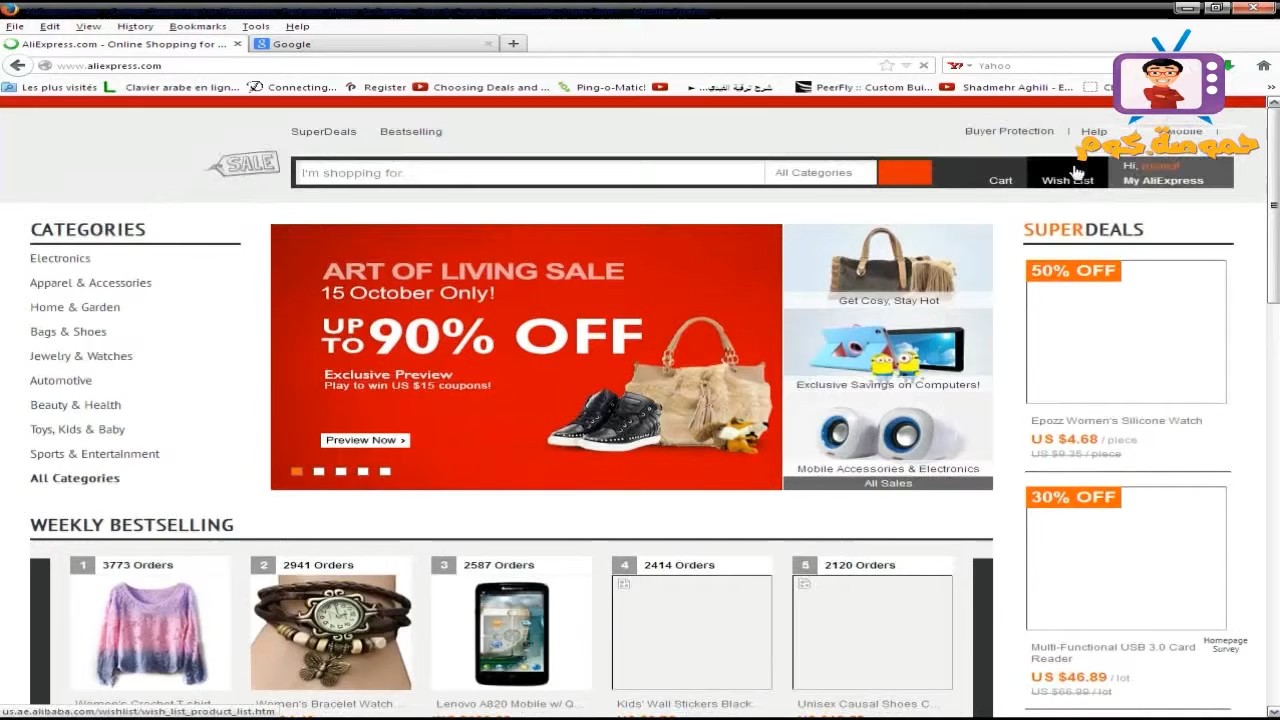 File Edit View History Bookmarks Tools Help
AliExpress.com - Online Shopping for ... × Google × +
www.aliexpress.com Yahoo
Les plus visités Clavier arabe en lign... Connecting... Register Choosing Deals and ... Ping-o-Matic! PeerFly :: Custom Bui... Shadmehr Aghili - E...
SuperDeals Bestselling Buyer Protection | Help Mobile
حموصة.كوم
SALE I'm shopping for... All Categories Cart Wish List Hi,
My AliExpress
CATEGORIES
Electronics
Apparel & Accessories
Home & Garden
Bags & Shoes
Jewelry & Watches
Automotive
Beauty & Health
Toys, Kids & Baby
Sports & Entertainment
All Categories
ART OF LIVING SALE
15 October Only!
UP TO 90% OFF
Exclusive Preview
Play to win US $15 coupons!
Preview Now >
Get Cosy, Stay Hot
Exclusive Savings on Computers!
Mobile Accessories & Electronics
All Sales
SUPERDEALS
50% OFF
Epozz Women's Silicone Watch
US $4.68 / piece
US $9.35 / piece
30% OFF
Multi-Functional USB 3.0 Card
Reader
US $46.89 / lot
US $66.89 / lot
Homepage
Survey
WEEKLY BESTSELLING
1 3773 Orders
2 2941 Orders
3 2587 Orders
4 2414 Orders
5 2120 Orders
Women's Crochet T-shirt
Women's Bracelet Watch...
Lenovo A820 Mobile w/ Q...
Kids' Wall Stickers Black...
Unisex Causal Shoes C...
us.ae.alibaba.com/wishlist/wish_list_product_list.htm